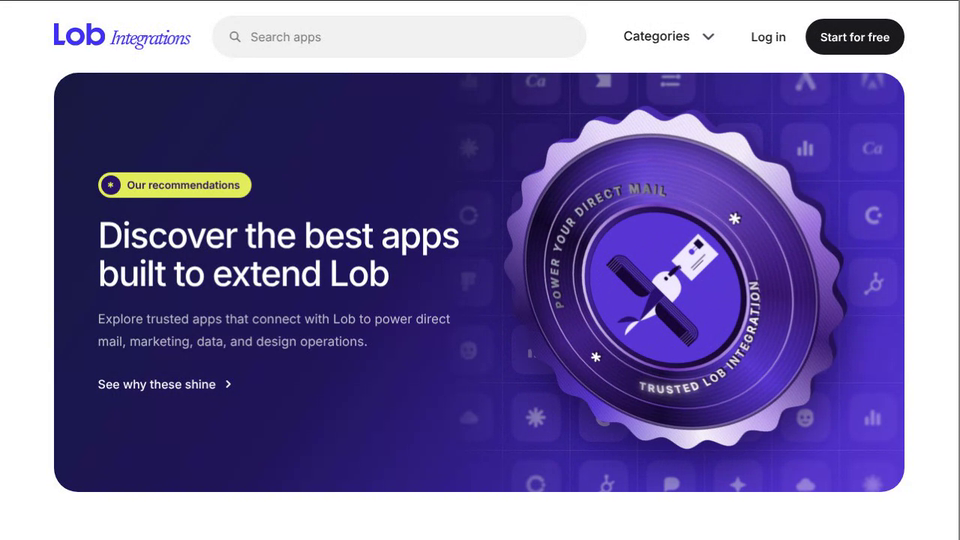 Lob Integrations
Search apps
Categories
Log in
Start for free
Our recommendations
Discover the best apps
built to extend Lob
Explore trusted apps that connect with Lob to power direct
mail, marketing, data, and design operations.
See why these shine
POWER YOUR DIRECT MAIL
TRUSTED LOB INTEGRATION
Ca
Ca